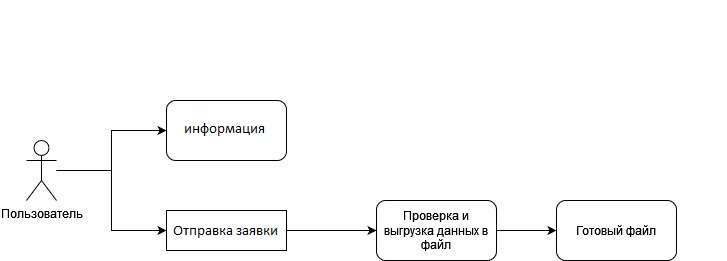 информация
Пользователь
Отправка заявки
Проверка и
выгрузка данных в
файл
Готовый файл